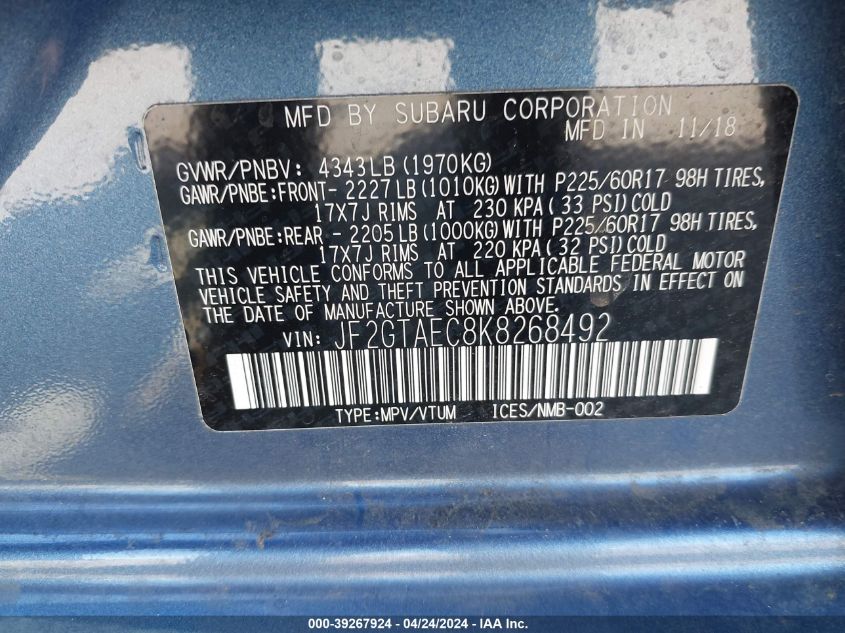 MFD BY SUBARU CORPORATION
MFD IN 11/18
GVWR/PNBV: 4343LB (1970KG)
GAWR/PNBE:FRONT- 2227LB (1010KG) WITH P225/60R17 98H TIRES,
17X7J RIMS AT 230 KPA( 33 PSI) COLD
GAWR/PNBE:REAR - 2205LB (1000KG) WITH P225/60R17 98H TIRES,
17X7J RIMS AT 220 KPA( 32 PSI) COLD
THIS VEHICLE CONFORMS TO ALL APPLICABLE FEDERAL MOTOR
VEHICLE SAFETY AND THEFT PREVENTION STANDARDS IN EFFECT ON
THE DATE OF MANUFACTURE SHOWN ABOVE.
VIN: JF2GTAEC8K8268492
TYPE:MPV/VTUM ICES/NMB-002
000-39267924 - 04/24/2024 - iaai.com